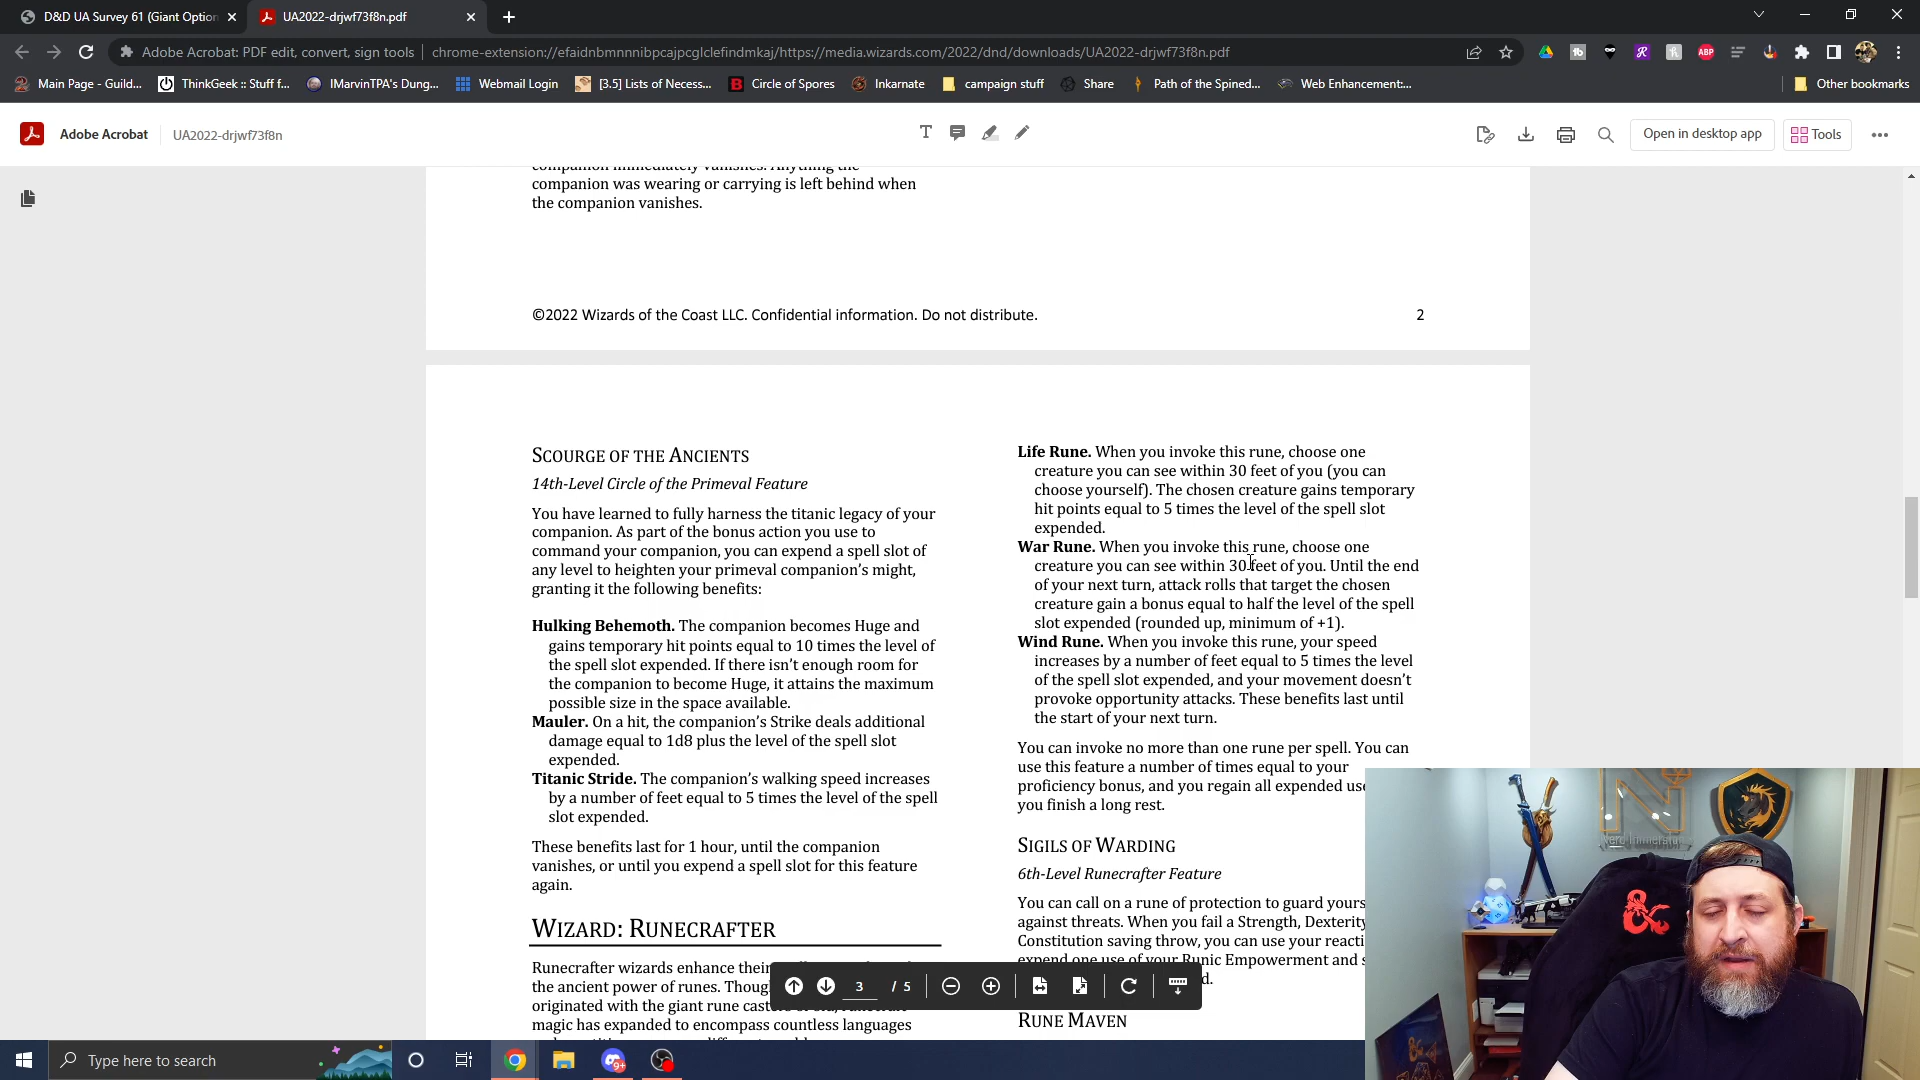 D&D UA Survey 61 (Giant Option
UA2022-drjwf73f8n.pdf
Adobe Acrobat: PDF edit, convert, sign tools
chrome-extension://efaidnbmnnnibpcajpcglclefindmkaj/https://media.wizards.com/2022/dnd/downloads/UA2022-drjwf73f8n.pdf
ABP
Main Page - Guild...
ThinkGeek :: Stuff f...
IMarvinTPA's Dung...
Webmail Login
[3.5] Lists of Necess...
Circle of Spores
Inkarnate
campaign stuff
Share
Path of the Spined...
Web Enhancement:...
Other bookmarks
Adobe Acrobat
UA2022-drjwf73f8n
Open in desktop app
Tools
companion immediately vanishes. Anything the
companion was wearing or carrying is left behind when
the companion vanishes.
©2022 Wizards of the Coast LLC. Confidential information. Do not distribute.
2
SCOURGE OF THE ANCIENTS
14th-Level Circle of the Primeval Feature
You have learned to fully harness the titanic legacy of your
companion. As part of the bonus action you use to
command your companion, you can expend a spell slot of
any level to heighten your primeval companion's might,
granting it the following benefits:
Hulking Behemoth. The companion becomes Huge and
gains temporary hit points equal to 10 times the level of
the spell slot expended. If there isn't enough room for
the companion to become Huge, it attains the maximum
possible size in the space available.
Mauler. On a hit, the companion's Strike deals additional
damage equal to 1d8 plus the level of the spell slot
expended.
Titanic Stride. The companion's walking speed increases
by a number of feet equal to 5 times the level of the spell
slot expended.
These benefits last for 1 hour, until the companion
vanishes, or until you expend a spell slot for this feature
again.
WIZARD: RUNECRAFTER
Runecrafter wizards enhance their
the ancient power of runes. Thoug
originated with the giant rune cast
magic has expanded to encompass countless languages
Life Rune. When you invoke this rune, choose one
creature you can see within 30 feet of you (you can
choose yourself). The chosen creature gains temporary
hit points equal to 5 times the level of the spell slot
expended.
War Rune. When you invoke this rune, choose one
creature you can see within 30 feet of you. Until the end
of your next turn, attack rolls that target the chosen
creature gain a bonus equal to half the level of the spell
slot expended (rounded up, minimum of +1).
Wind Rune. When you invoke this rune, your speed
increases by a number of feet equal to 5 times the level
of the spell slot expended, and your movement doesn't
provoke opportunity attacks. These benefits last until
the start of your next turn.
You can invoke no more than one rune per spell. You can
use this feature a number of times equal to your
proficiency bonus, and you regain all expended use
you finish a long rest.
SIGILS OF WARDING
6th-Level Runecrafter Feature
You can call on a rune of protection to guard yours
against threats. When you fail a Strength, Dexterity
Constitution saving throw, you can use your reacti
expend one use of your Runic Empowerment and s
d.
RUNE MAVEN
3 / 5
Type here to search
9+